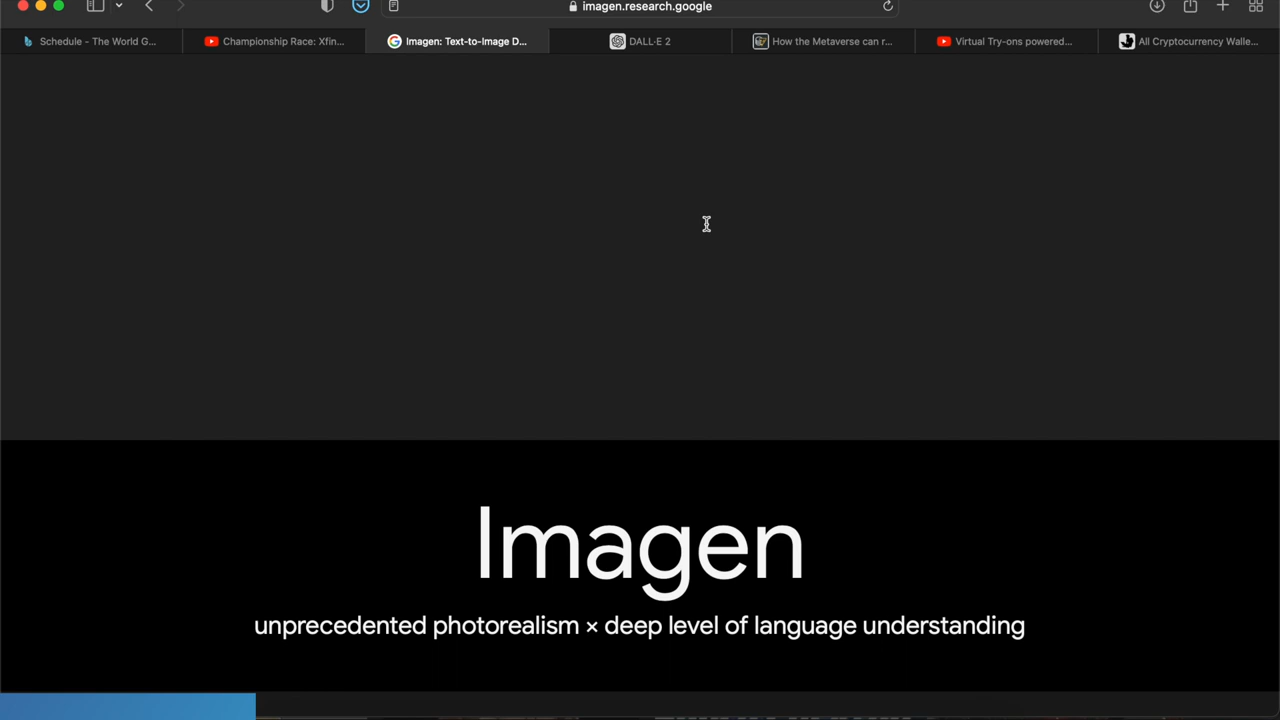 imagen.research.google
Schedule - The World G...
Championship Race: Xfin...
Imagen: Text-to-Image D...
DALL·E 2
How the Metaverse can r...
Virtual Try-ons powered...
All Cryptocurrency Walle...
Imagen
unprecedented photorealism × deep level of language understanding